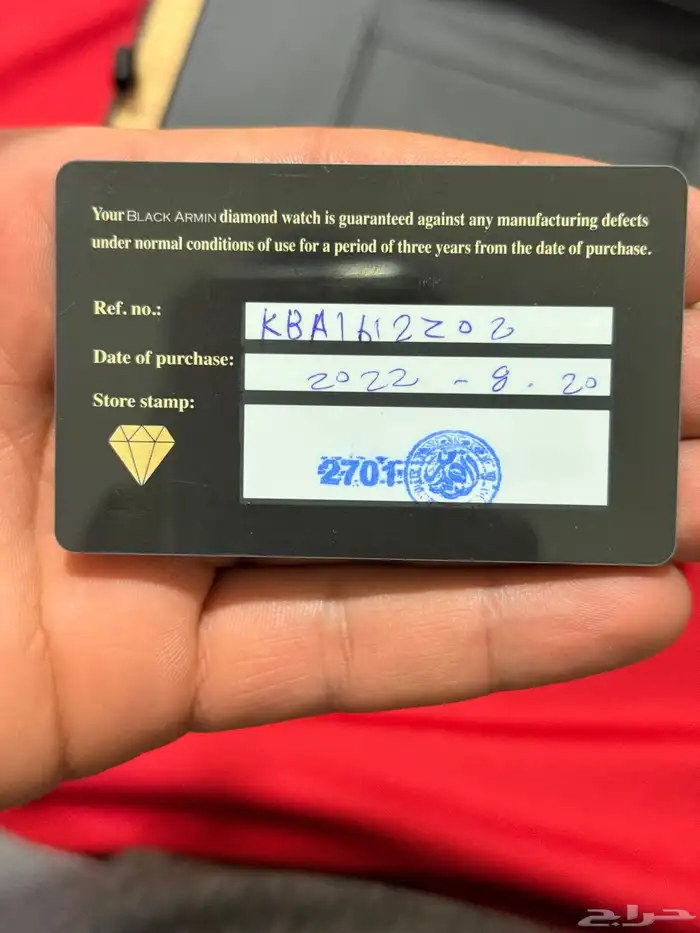 Your BLACK ARMIN diamond watch is guaranteed against any manufacturing defects
under normal conditions of use for a period of three years from the date of purchase.
Ref. no.:
Date of purchase: 2022 - 8 . 20
Store stamp:
2701
حراج